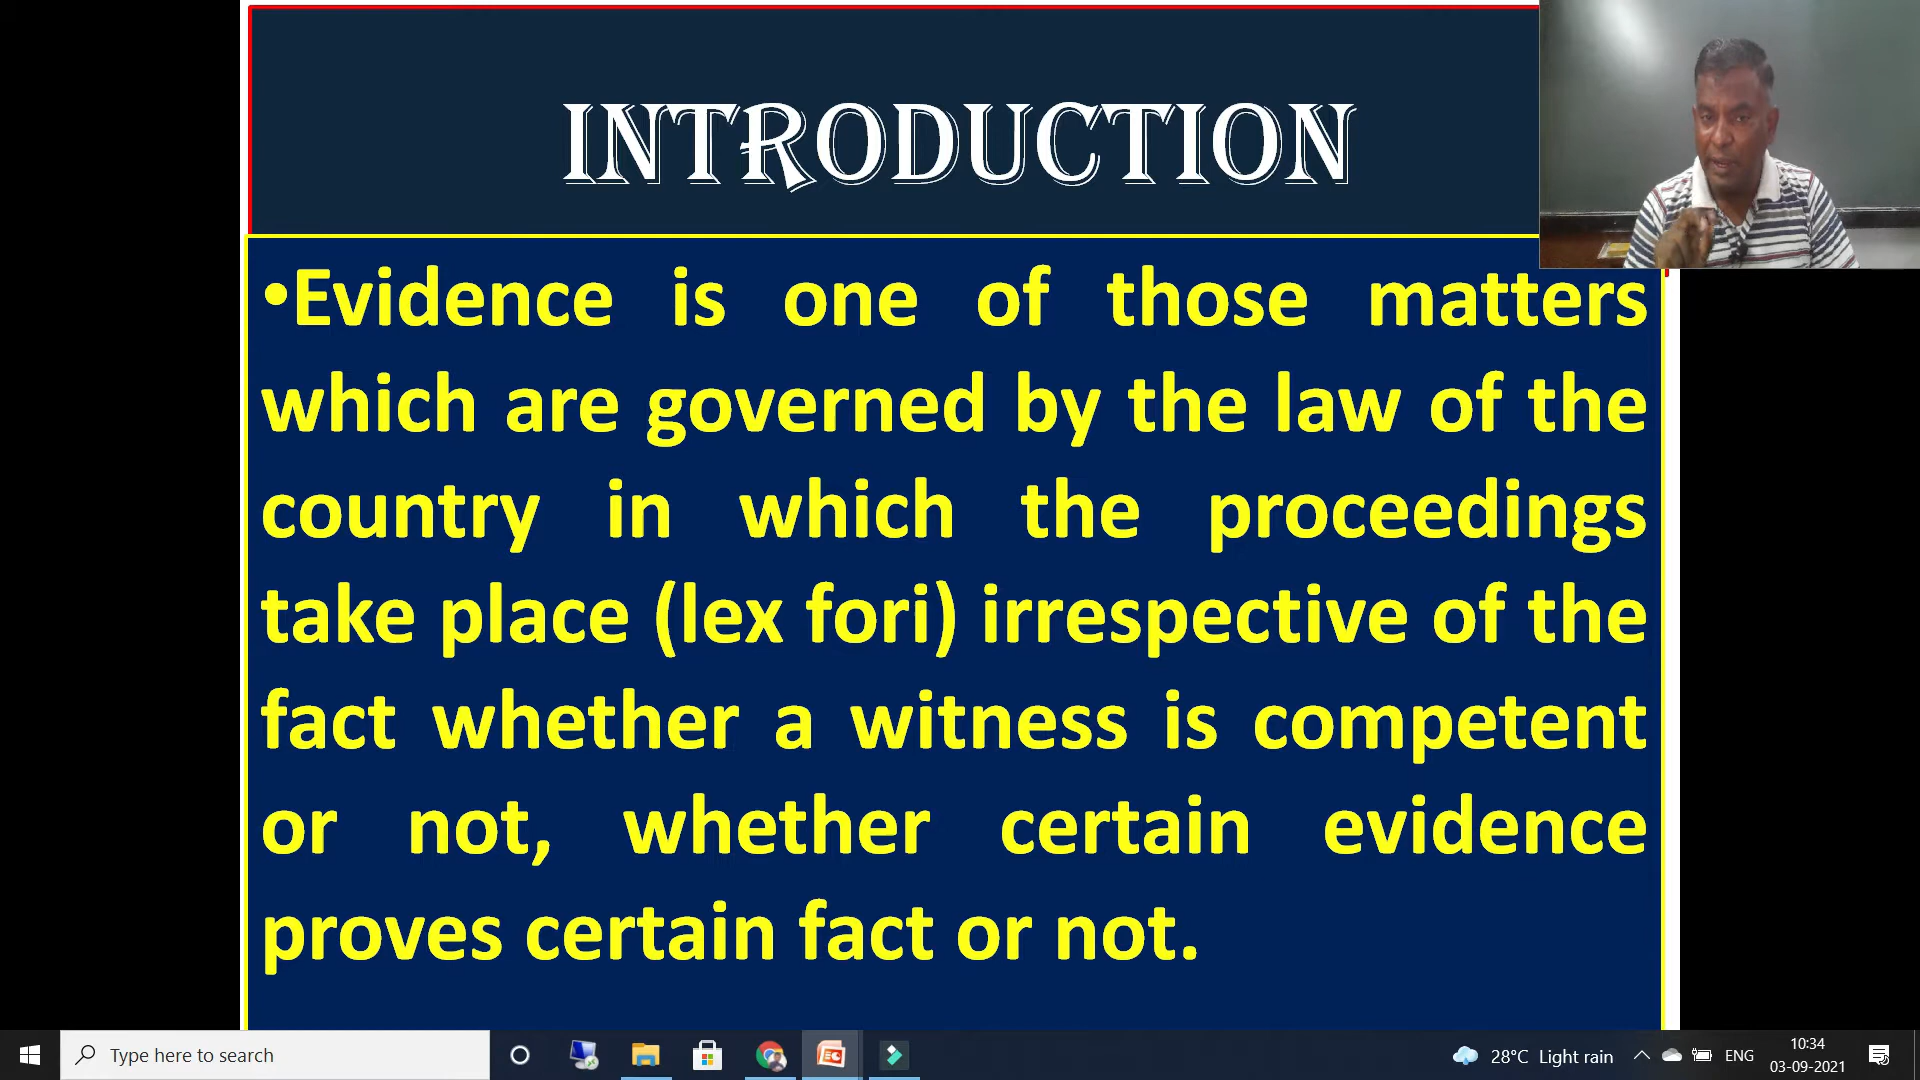 INTRODUCTION
•Evidence is one of those matters
which are governed by the law of the
country in which the proceedings
take place (lex fori) irrespective of the
fact whether a witness is competent
or not, whether certain evidence
proves certain fact or not.
Type here to search
28°C Light rain
ENG
10:34
03-09-2021